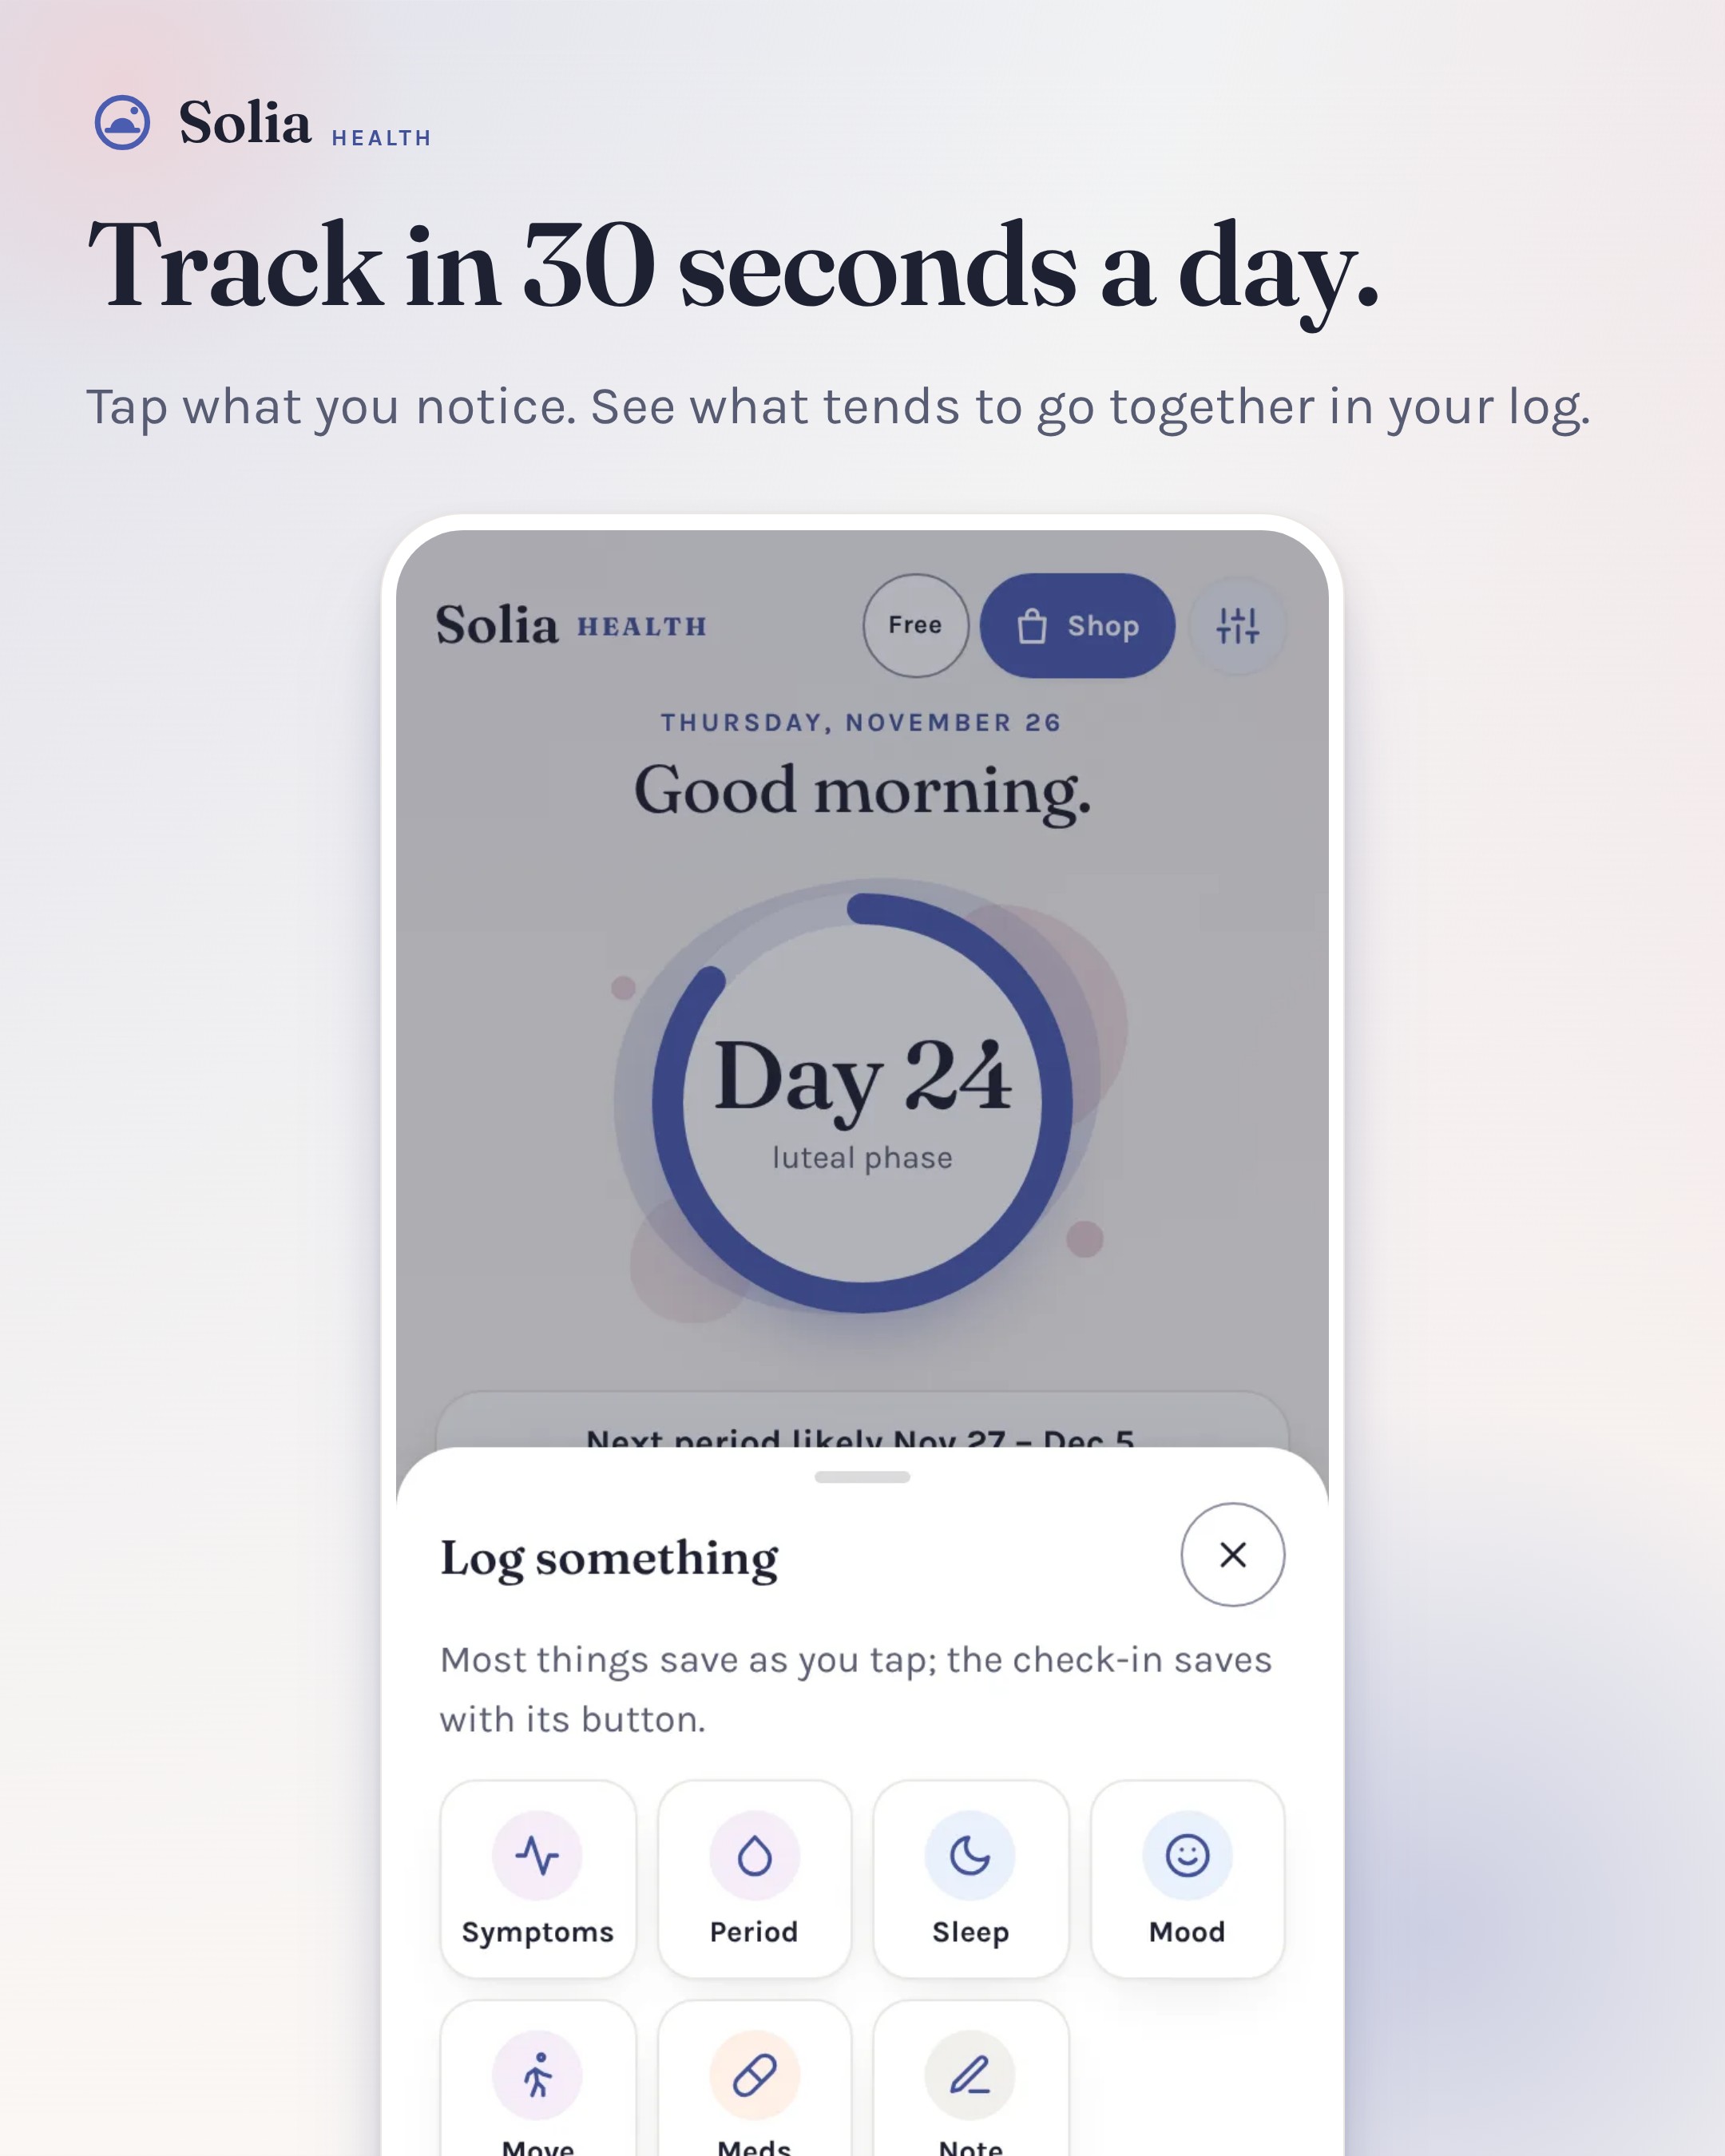 Solia HEALTH
Track in 30 seconds a day.
Tap what you notice. See what tends to go together in your log.
Solia HEALTH
Free
Shop
THURSDAY, NOVEMBER 26
Good morning.
Day 24
luteal phase
Next period likely Nov 27 – Dec 5
Log something
Most things save as you tap; the check-in saves
with its button.
Symptoms
Period
Sleep
Mood
Move
Meds
Note